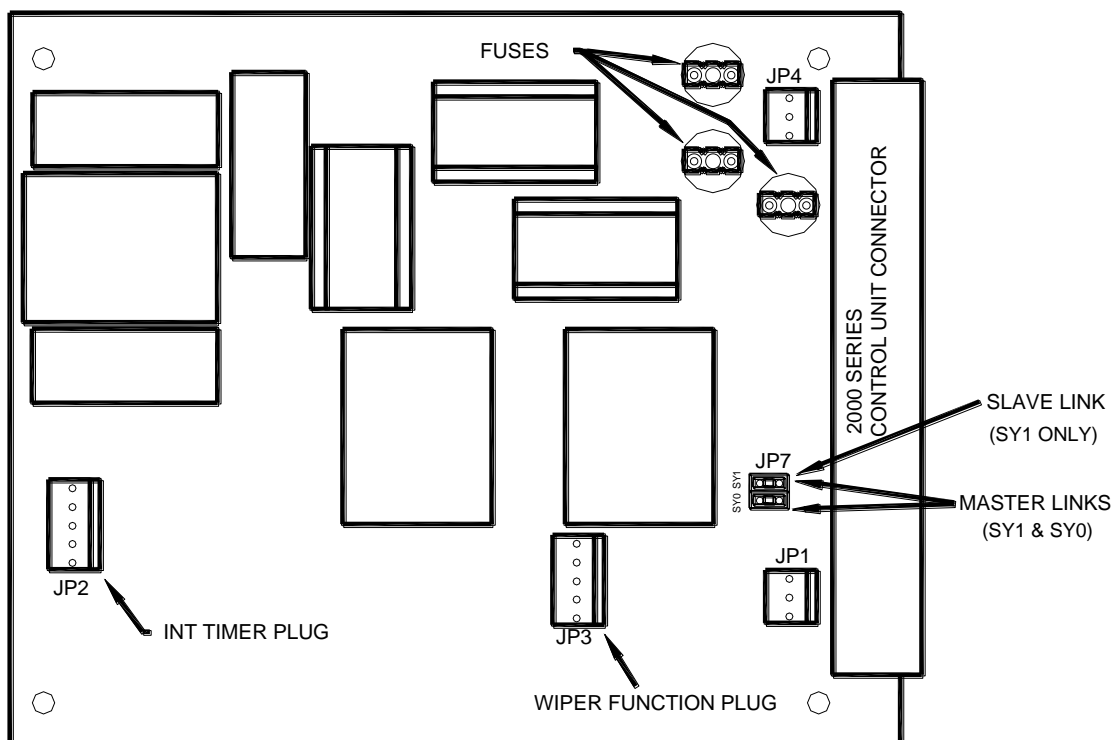 FUSES
JP4
2000 SERIES
CONTROL UNIT CONNECTOR
SLAVE LINK
(SY1 ONLY)
JP7
SY0 SY1
MASTER LINKS
(SY1 & SY0)
JP1
JP2
INT TIMER PLUG
JP3
WIPER FUNCTION PLUG